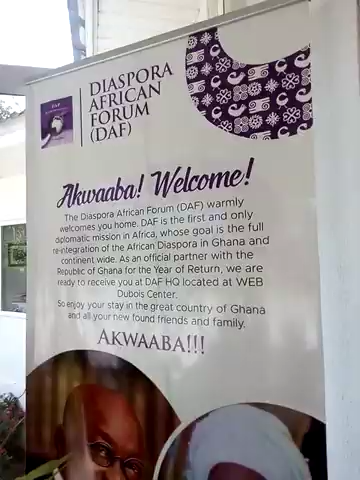 DIASPORA
AFRICAN
FORUM
(DAF)
Akwaaba! Welcome!
The Diaspora African Forum (DAF) warmly
welcomes you home. DAF is the first and only
diplomatic mission in Africa, whose goal is the full
re-integration of the African Diaspora in Ghana and
continent wide. As an official partner with the
Republic of Ghana for the Year of Return, we are
ready to receive you at DAF HQ located at WEB
Dubois Center.
So enjoy your stay in the great country of Ghana
and all your new found friends and family.
AKWAABA!!!